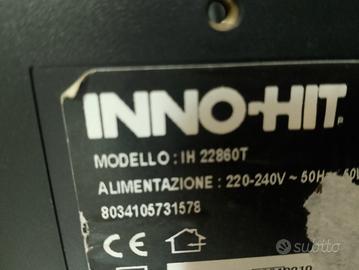 INNO-HIT
MODELLO : IH 22860T
ALIMENTAZIONE : 220-240V ~ 50H
8034105731578
CE
subito